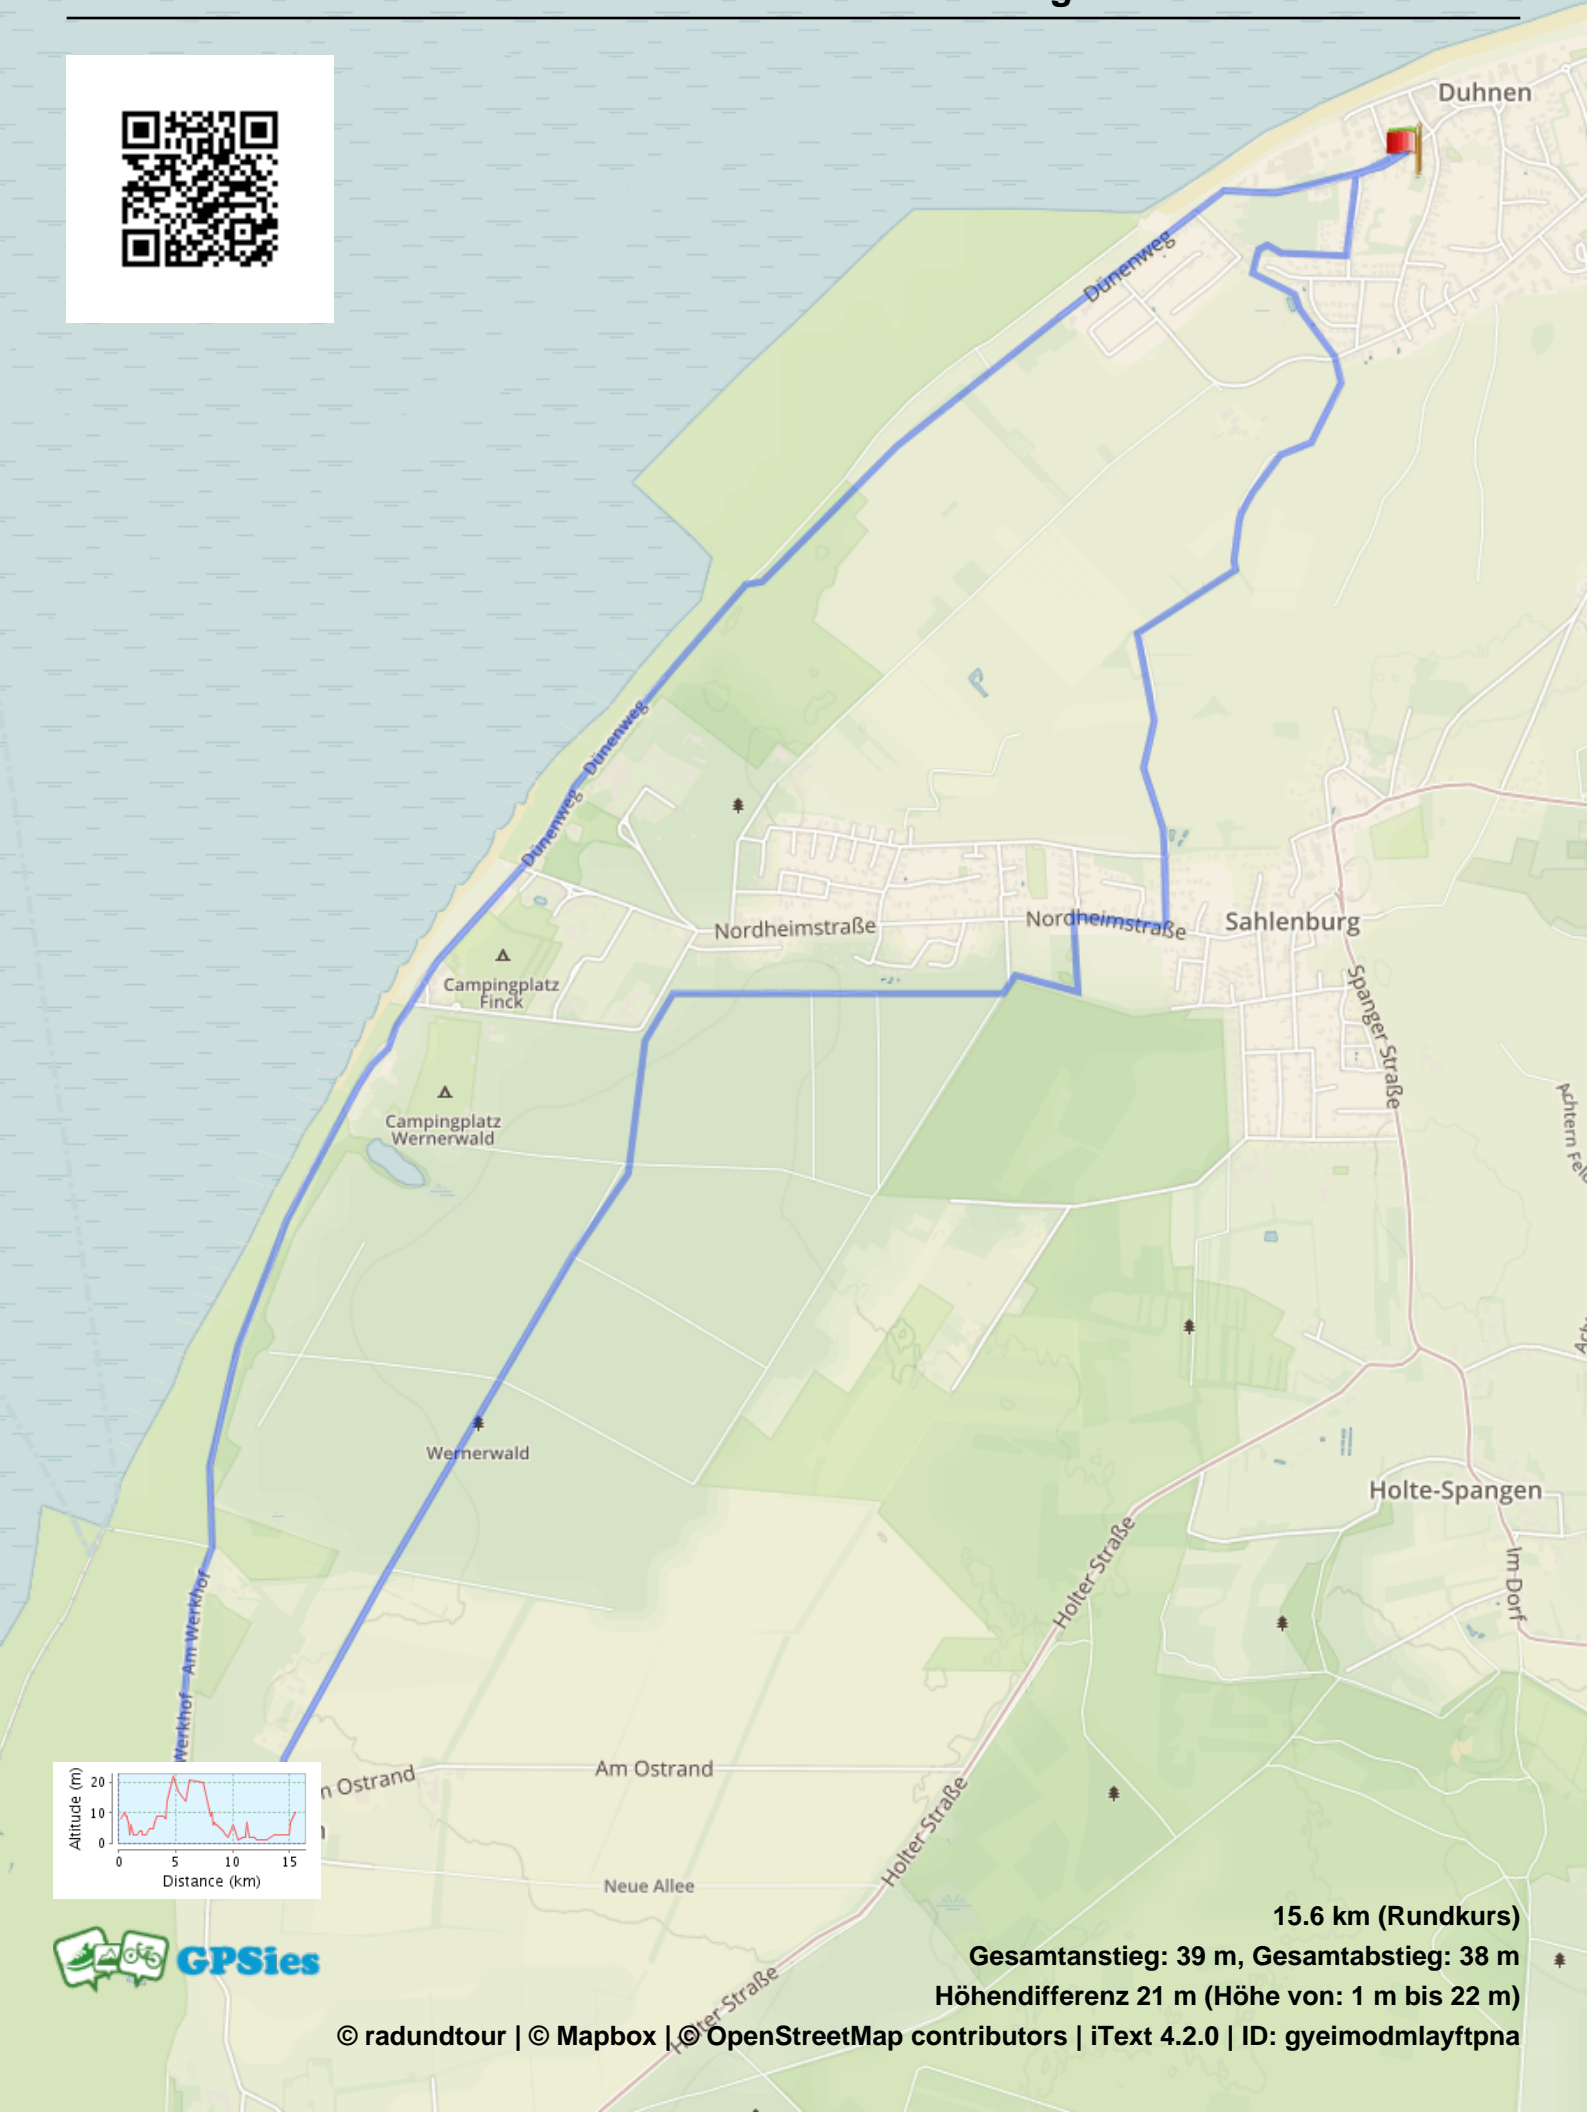 Duhnen
Dünenweg
Dünenweg
Dünenweg
Nordheimstraße
Nordheimstraße
Sahlenburg
Campingplatz
Finck
Spanger Straße
Campingplatz
Wernerwald
Achtern
Wernerwald
Holte-Spangen
Holter Straße
Im Dorf
Am Werkhof
Werkhof
Am Ostrand
Ostrand
Holter Straße
Neue Allee
Holter Straße
Altitude (m)
20
10
0
0 5 10 15
Distance (km)
GPSies
15.6 km (Rundkurs)
Gesamtanstieg: 39 m, Gesamtabstieg: 38 m
Höhendifferenz 21 m (Höhe von: 1 m bis 22 m)
© radundtour | © Mapbox | © OpenStreetMap contributors | iText 4.2.0 | ID: gyeimodmlayftpna